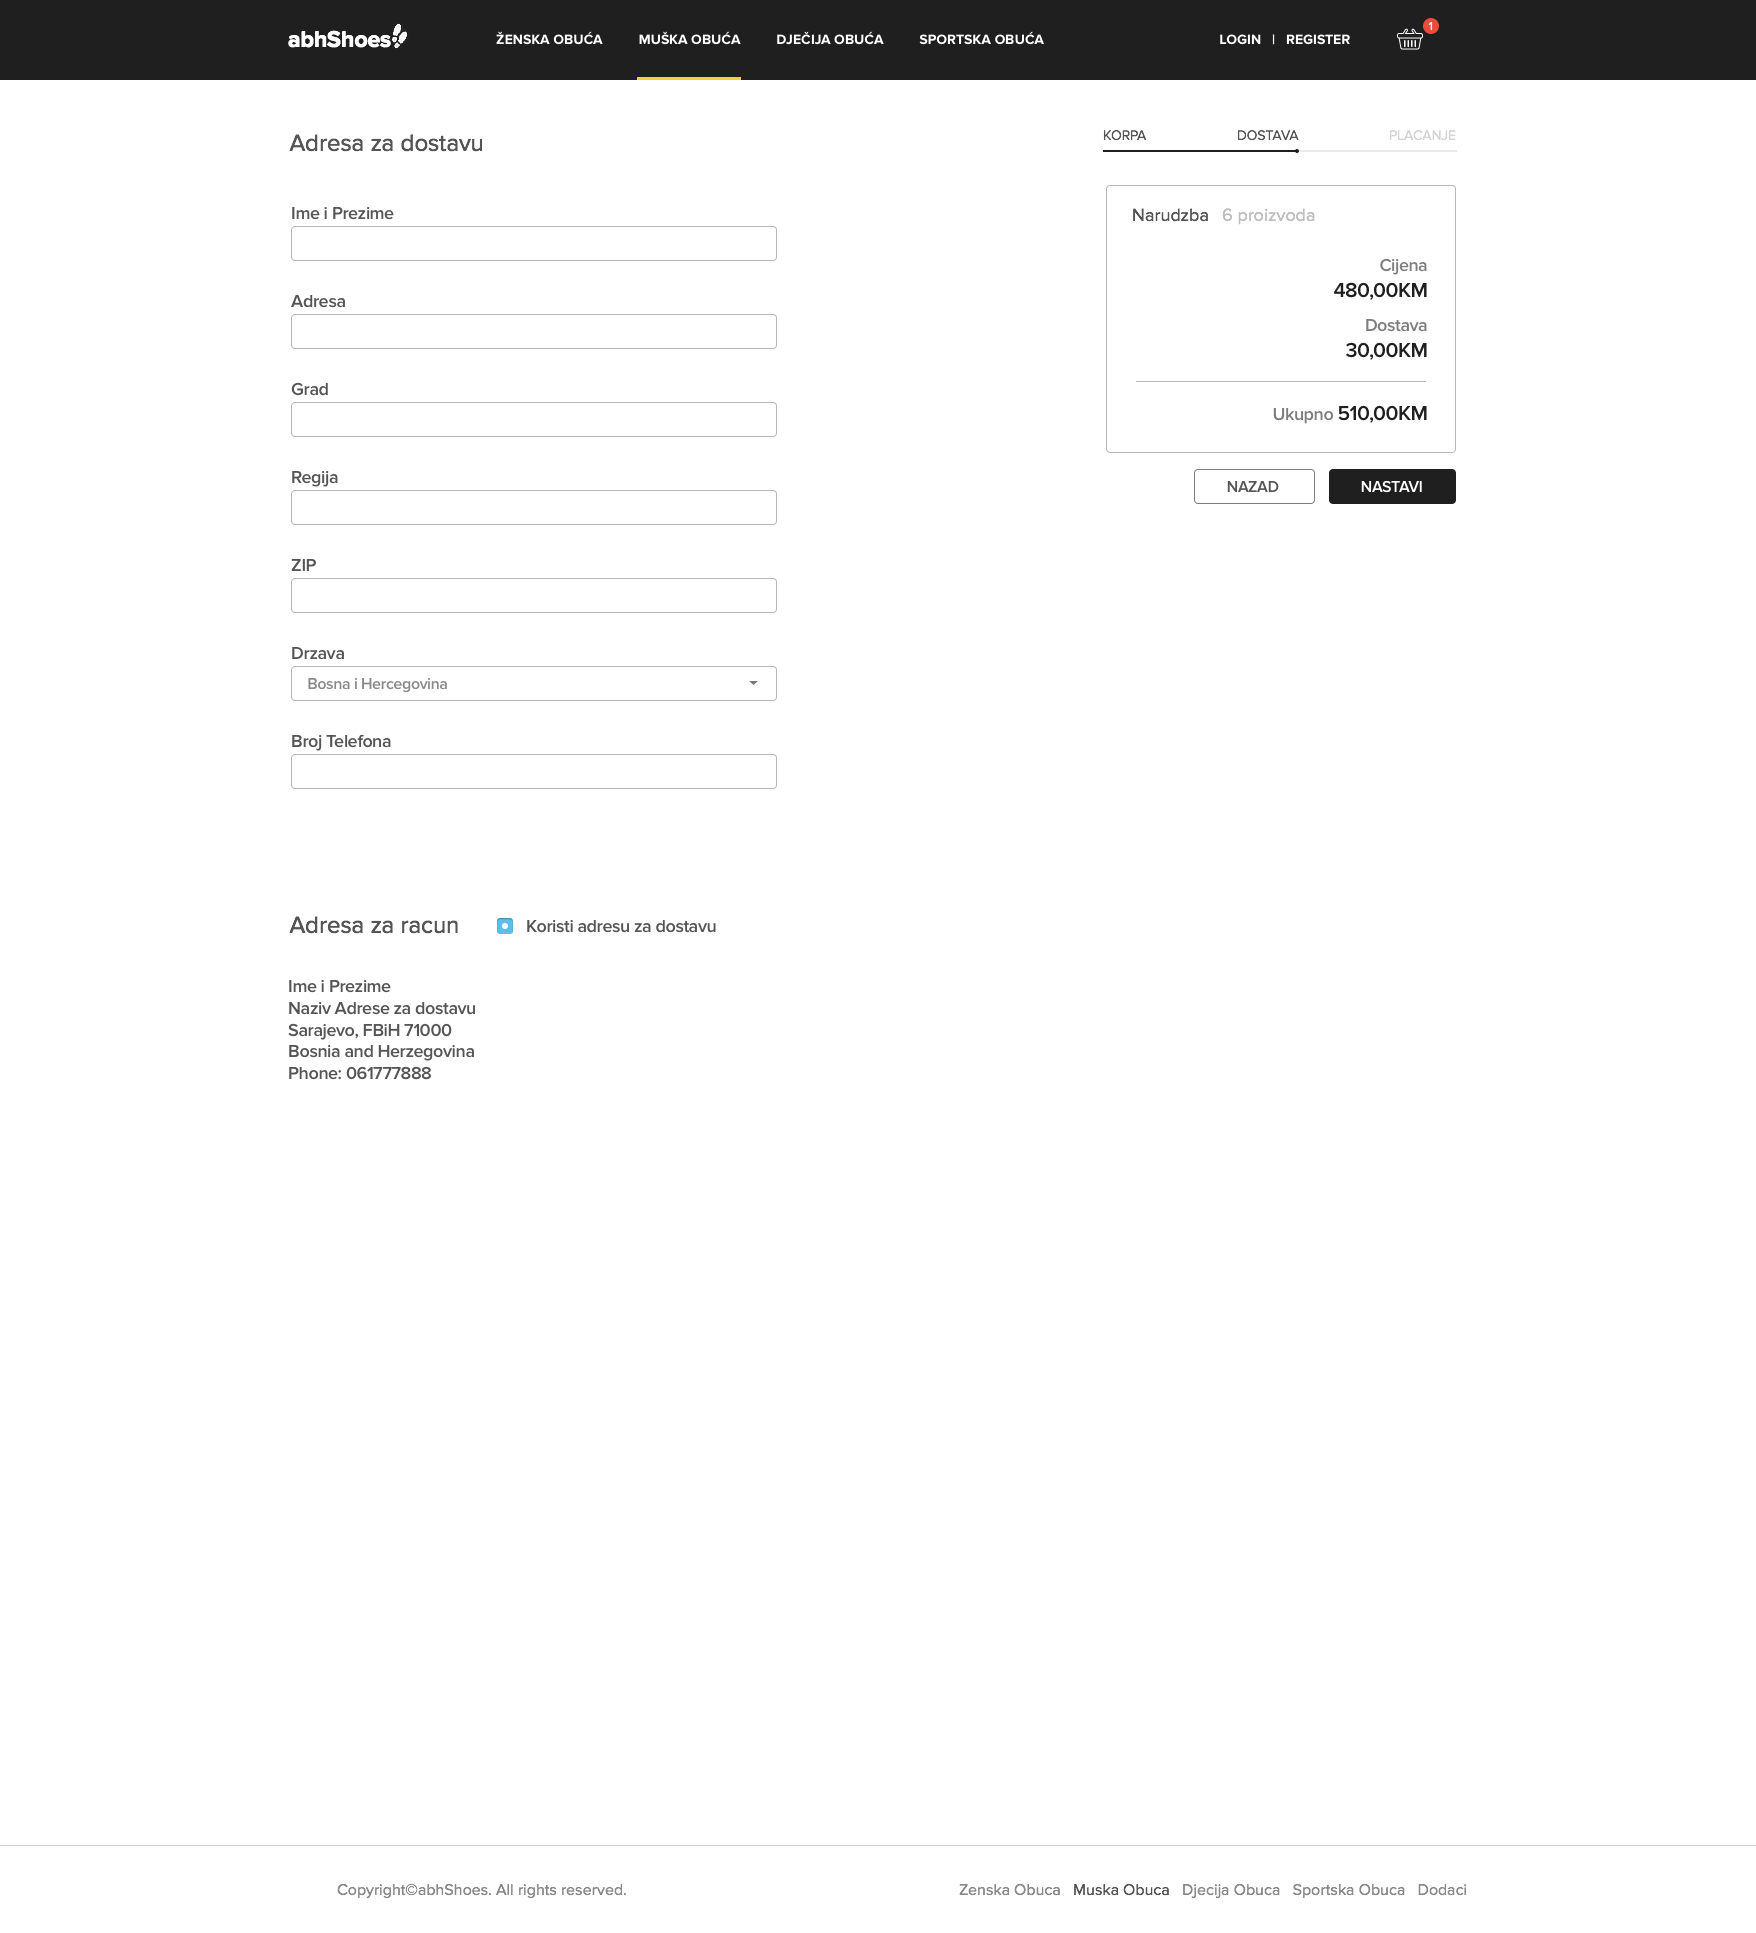 abhShoes
ŽENSKA OBUĆA MUŠKA OBUĆA DJEČIJA OBUĆA SPORTSKA OBUĆA LOGIN | REGISTER 1
Adresa za dostavu
KORPA DOSTAVA PLACANJE
Ime i Prezime
Adresa
Grad
Regija
ZIP
Drzava
Bosna i Hercegovina
Broj Telefona
Narudzba 6 proizvoda
Cijena
480,00KM
Dostava
30,00KM
Ukupno 510,00KM
NAZAD NASTAVI
Adresa za racun Koristi adresu za dostavu
Ime i Prezime
Naziv Adrese za dostavu
Sarajevo, FBiH 71000
Bosnia and Herzegovina
Phone: 061777888
Copyright©abhShoes. All rights reserved. Zenska Obuca Muska Obuca Djecija Obuca Sportska Obuca Dodaci